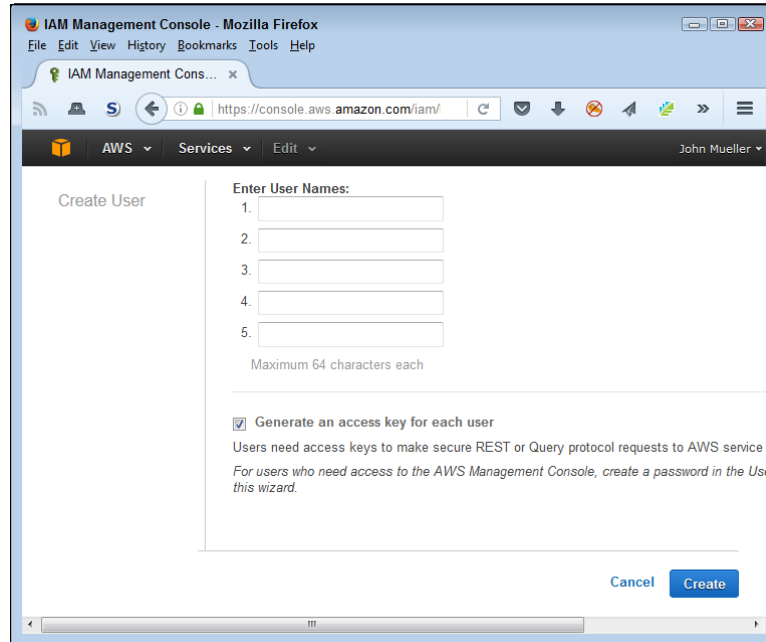 IAM Management Console - Mozilla Firefox
File Edit View History Bookmarks Tools Help
IAM Management Cons... ×
https://console.aws.amazon.com/iam/
AWS Services Edit John Mueller
Create User
Enter User Names:
1.
2.
3.
4.
5.
Maximum 64 characters each
Generate an access key for each user
Users need access keys to make secure REST or Query protocol requests to AWS service
For users who need access to the AWS Management Console, create a password in the Use
this wizard.
Cancel Create